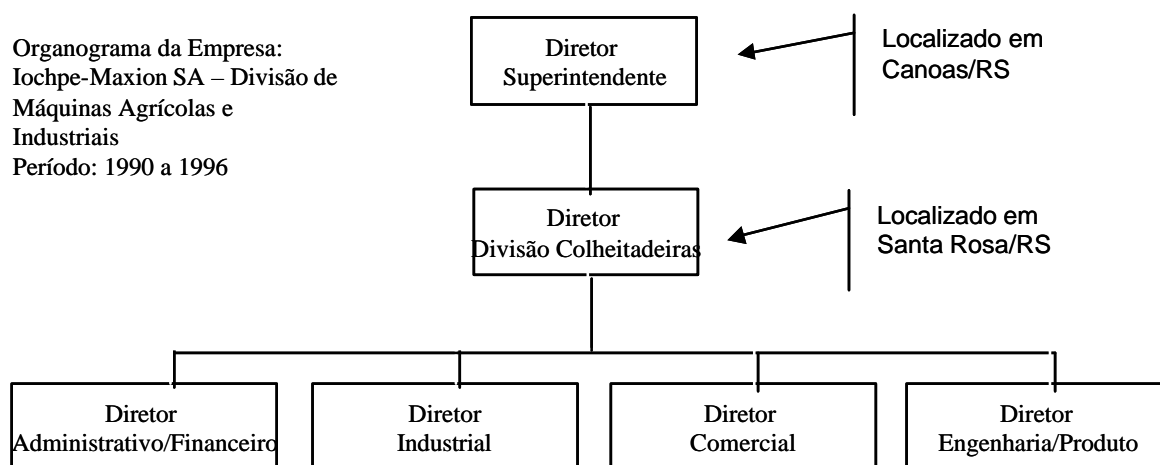 Organograma da Empresa:
Iochpe-Maxion SA – Divisão de
Máquinas Agrícolas e
Industriais
Período: 1990 a 1996
Diretor
Superintendente
Localizado em
Canoas/RS
Diretor
Divisão Colheitadeiras
Localizado em
Santa Rosa/RS
Diretor
Administrativo/Financeiro
Diretor
Industrial
Diretor
Comercial
Diretor
Engenharia/Produto